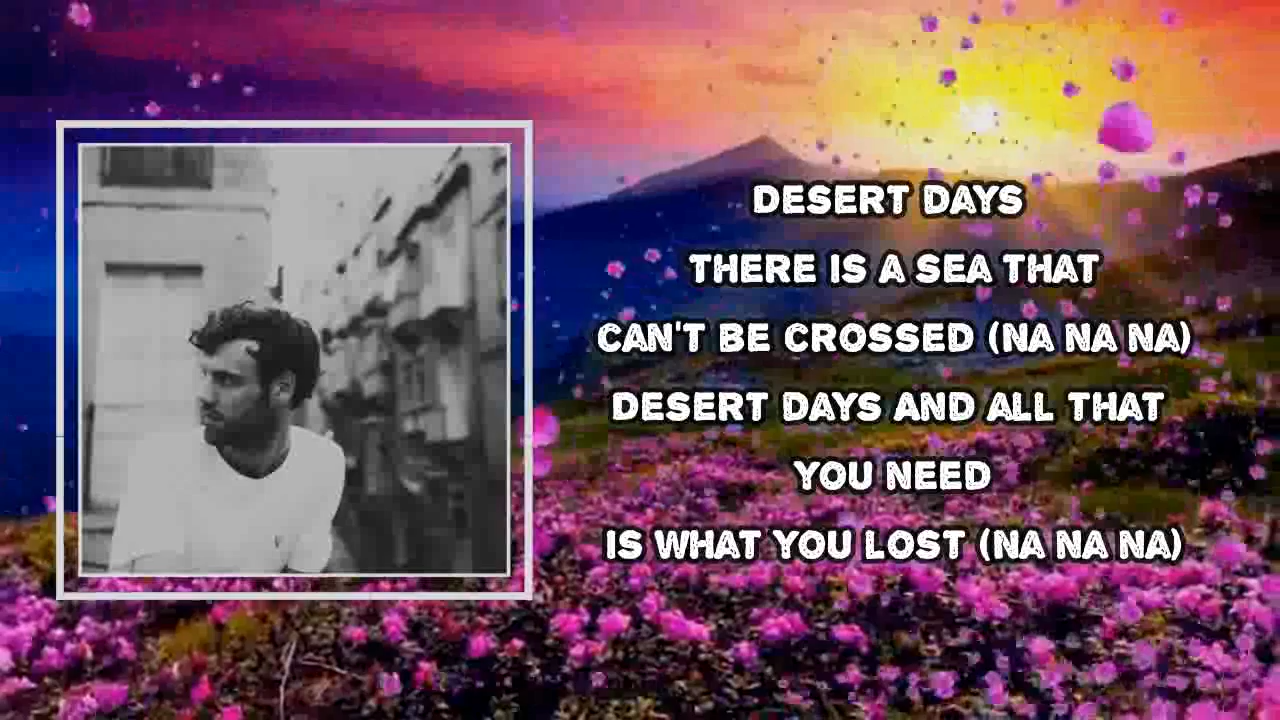 DESERT DAYS
THERE IS A SEA THAT
CAN'T BE CROSSED (NA NA NA)
DESERT DAYS AND ALL THAT
YOU NEED
IS WHAT YOU LOST (NA NA NA)